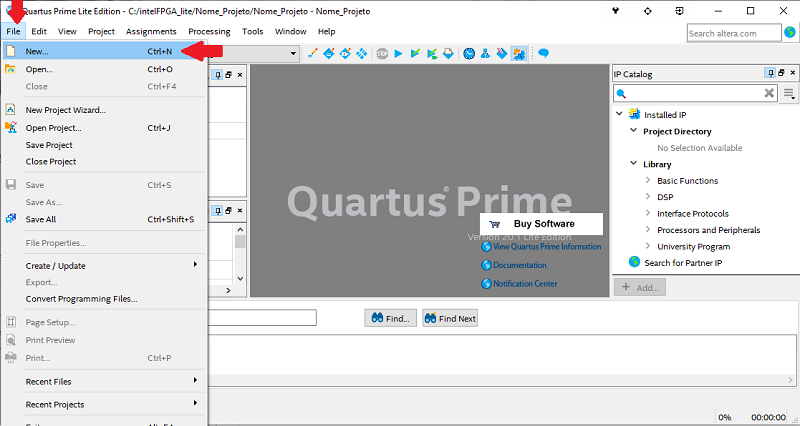 Quartus Prime Lite Edition - C:/intelFPGA_lite/Nome_Projeto/Nome_Projeto - Nome_Projeto
File Edit View Project Assignments Processing Tools Window Help
Search altera.com
New... Ctrl+N
Open... Ctrl+O
Close Ctrl+F4
New Project Wizard...
Open Project... Ctrl+J
Save Project
Close Project
Save Ctrl+S
Save As...
Save All Ctrl+Shift+S
File Properties...
Create / Update
Export...
Convert Programming Files...
Page Setup...
Print Preview
Print... Ctrl+P
Recent Files
Recent Projects
STOP
Quartus® Prime
Buy Software
Version 20.1 Lite Edition
View Quartus Prime Information
Documentation
Notification Center
IP Catalog
Installed IP
Project Directory
No Selection Available
Library
Basic Functions
DSP
Interface Protocols
Processors and Peripherals
University Program
Search for Partner IP
+ Add...
Find... Find Next
0% 00:00:00